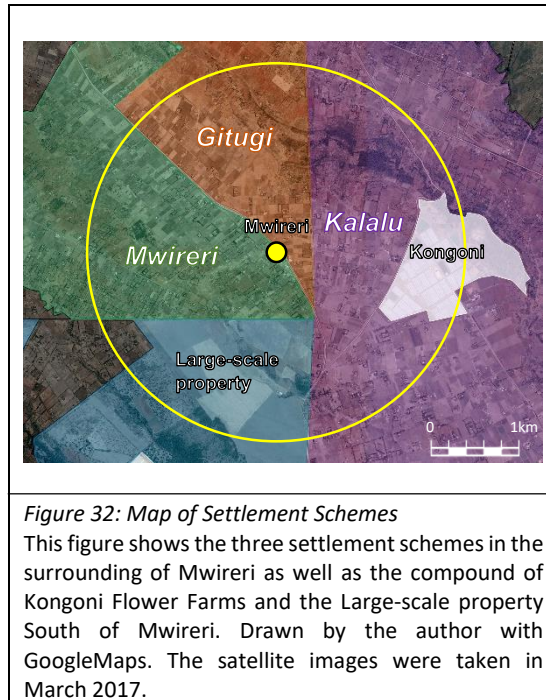 Gitugi
Mwireri
Kalalu
Mwireri
Kongoni
Large-scale
property
0 1km
Figure 32: Map of Settlement Schemes
This figure shows the three settlement schemes in the
surrounding of Mwireri as well as the compound of
Kongoni Flower Farms and the Large-scale property
South of Mwireri. Drawn by the author with
GoogleMaps. The satellite images were taken in
March 2017.